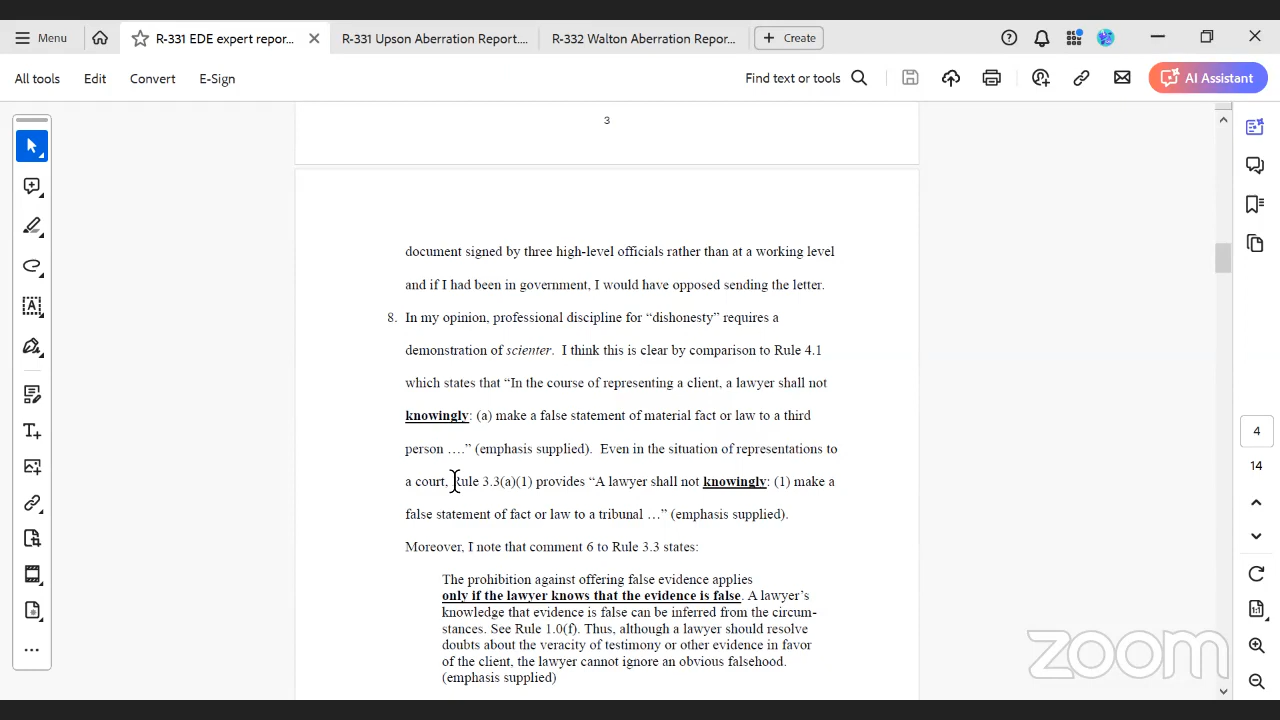 Menu
R-331 EDE expert repor...
R-331 Upson Aberration Report....
R-332 Walton Aberration Repor...
Create
All tools
Edit
Convert
E-Sign
Find text or tools
AI Assistant
3
document signed by three high-level officials rather than at a working level
and if I had been in government, I would have opposed sending the letter.
8. In my opinion, professional discipline for “dishonesty” requires a
demonstration of scienter. I think this is clear by comparison to Rule 4.1
which states that “In the course of representing a client, a lawyer shall not
knowingly: (a) make a false statement of material fact or law to a third
person ….” (emphasis supplied). Even in the situation of representations to
a court, Rule 3.3(a)(1) provides “A lawyer shall not knowingly: (1) make a
false statement of fact or law to a tribunal …” (emphasis supplied).
Moreover, I note that comment 6 to Rule 3.3 states:
The prohibition against offering false evidence applies
only if the lawyer knows that the evidence is false. A lawyer’s
knowledge that evidence is false can be inferred from the circum-
stances. See Rule 1.0(f). Thus, although a lawyer should resolve
doubts about the veracity of testimony or other evidence in favor
of the client, the lawyer cannot ignore an obvious falsehood.
(emphasis supplied)
4
14
1:1
zoom